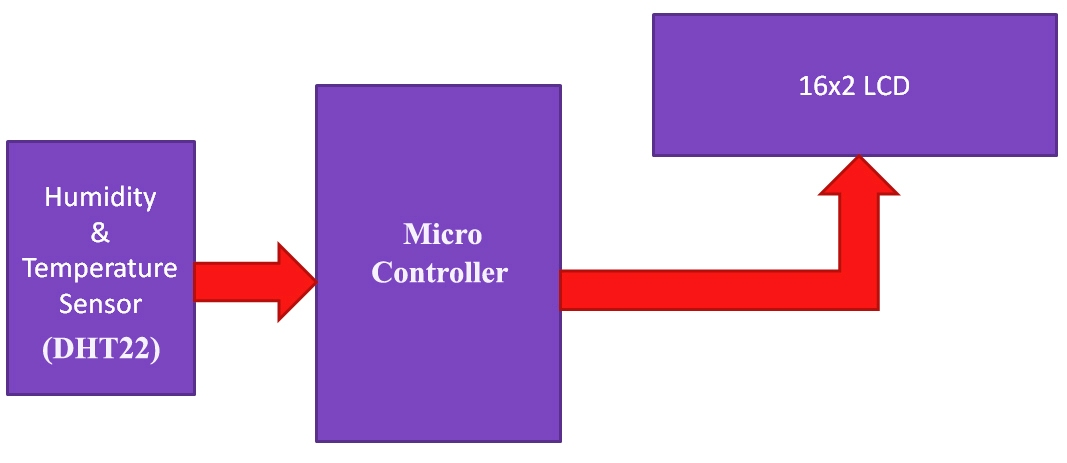 Humidity
&
Temperature
Sensor
(DHT22)
Micro
Controller
16x2 LCD